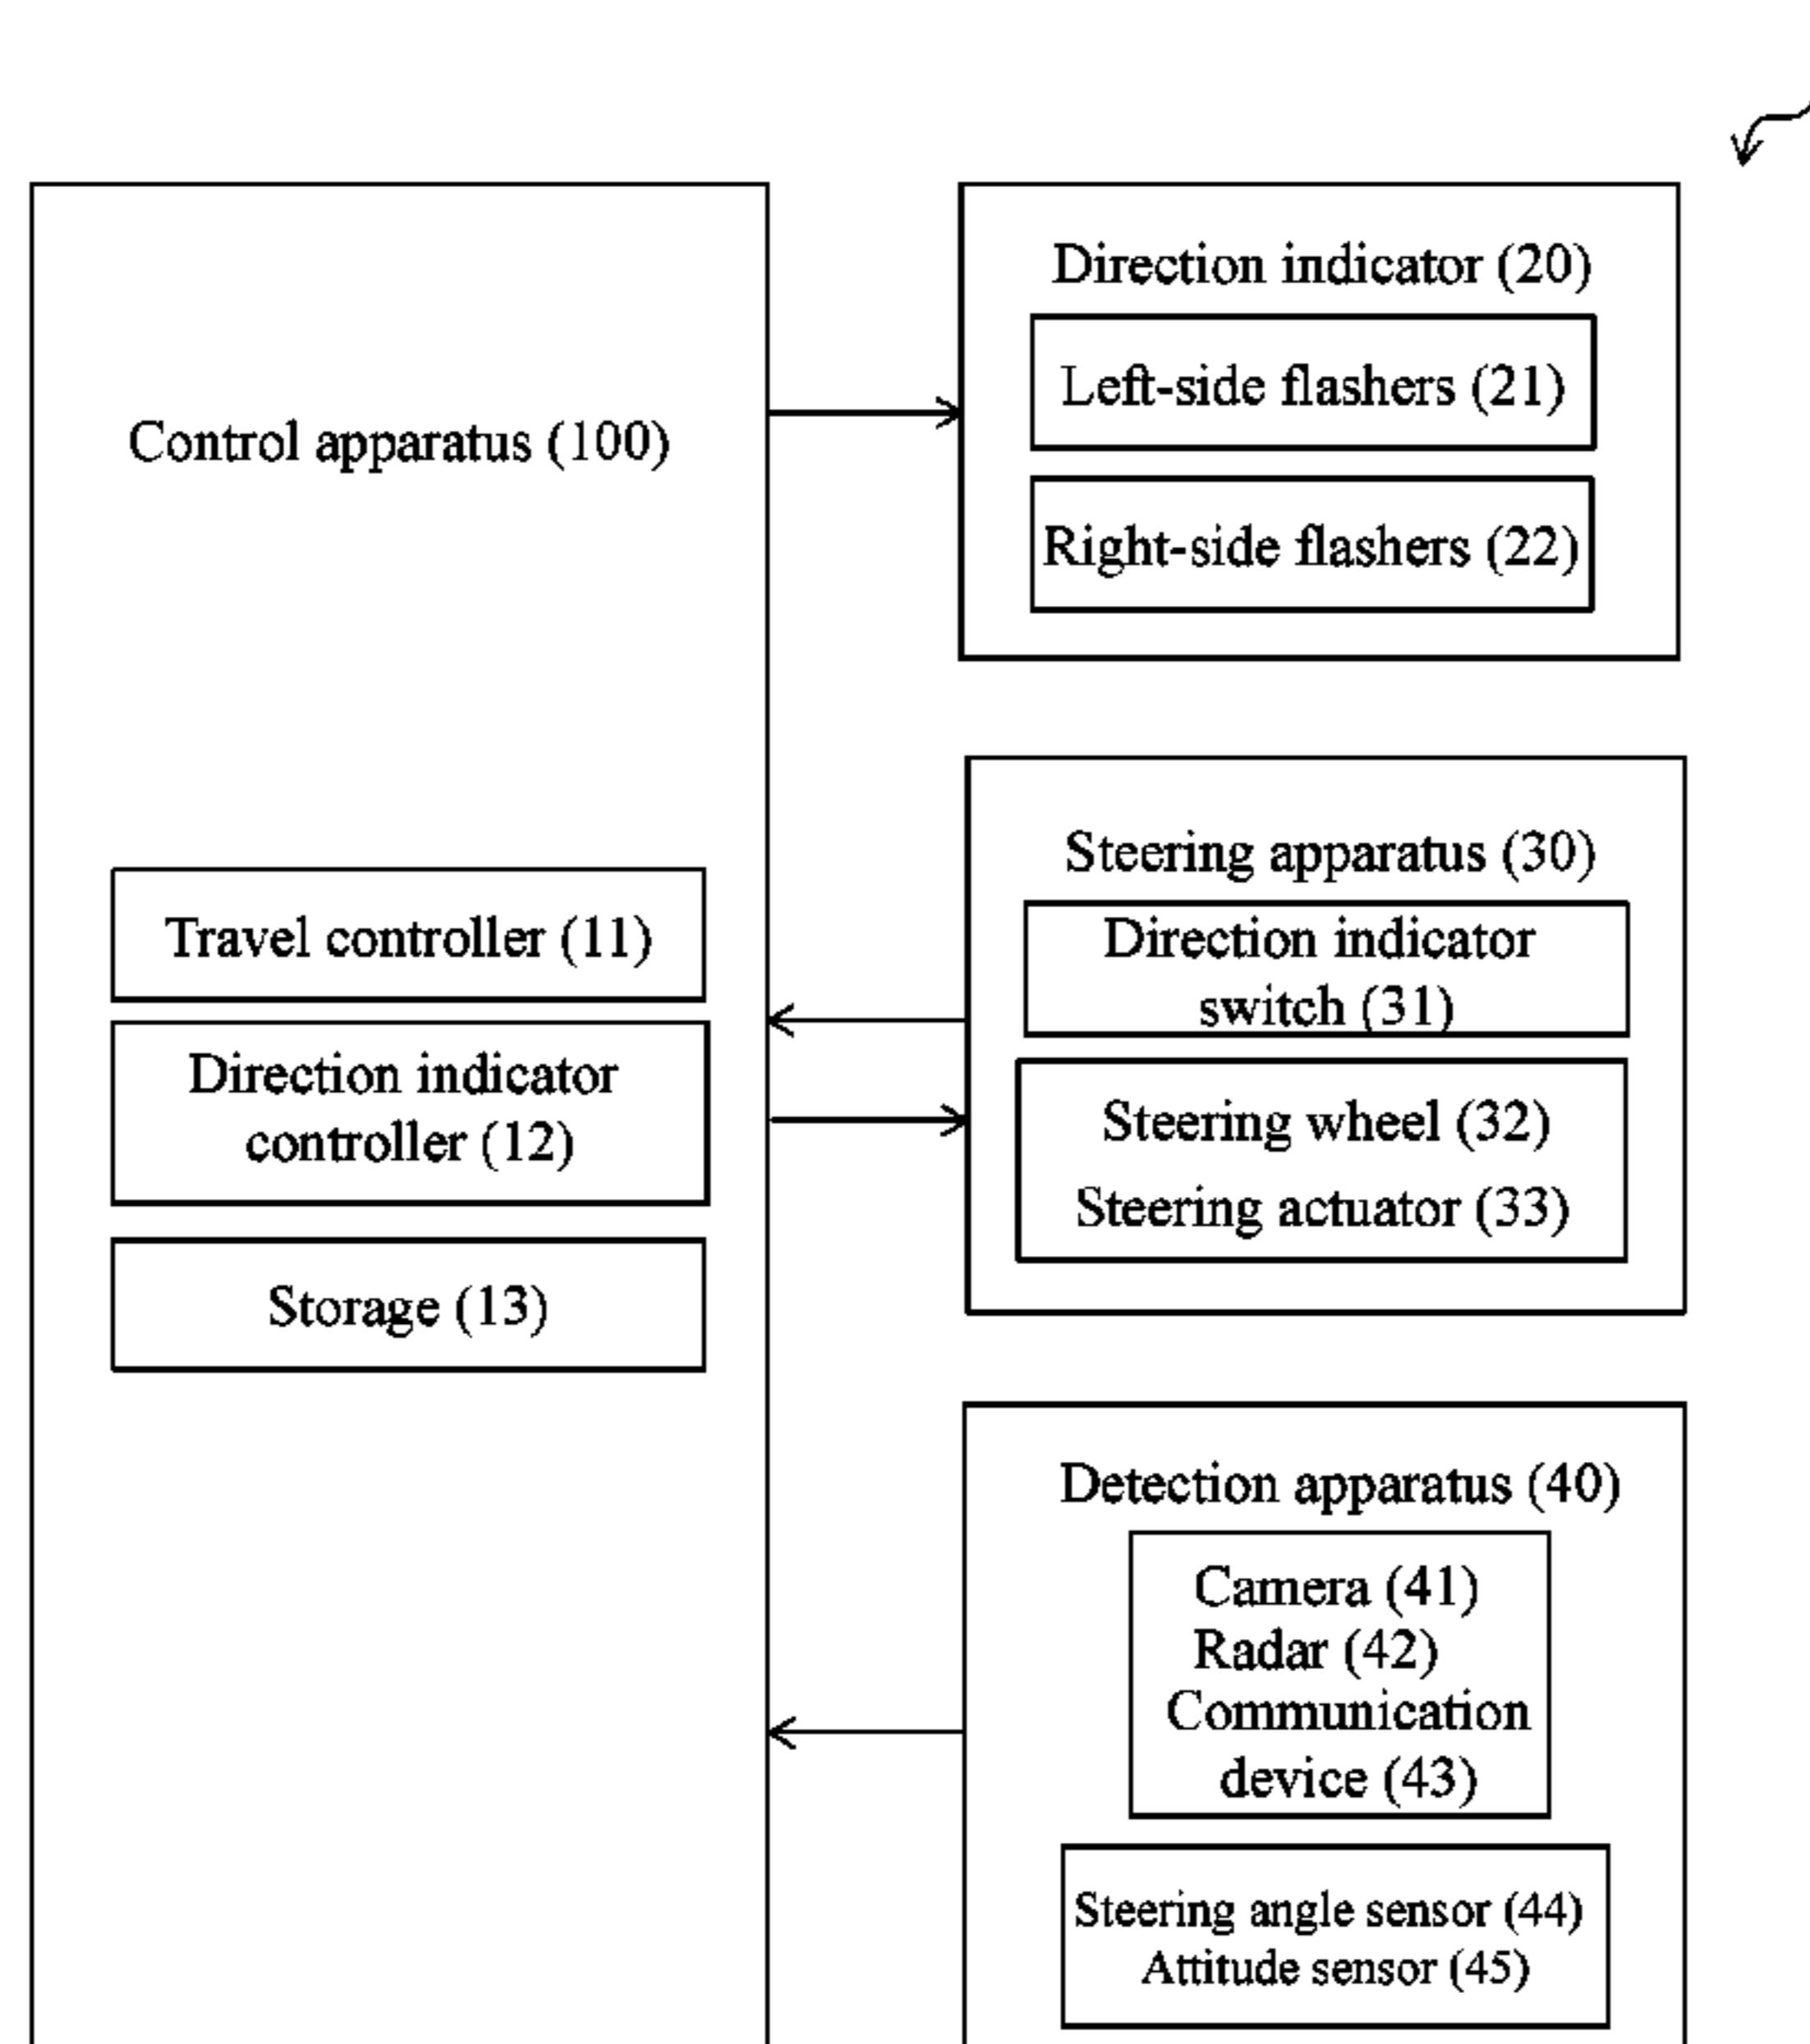 Control apparatus (100)
Travel controller (11)
Direction indicator
controller (12)
Storage (13)
Direction indicator (20)
Left-side flashers (21)
Right-side flashers (22)
Steering apparatus (30)
Direction indicator
switch (31)
Steering wheel (32)
Steering actuator (33)
Detection apparatus (40)
Camera (41)
Radar (42)
Communication
device (43)
Steering angle sensor (44)
Attitude sensor (45)